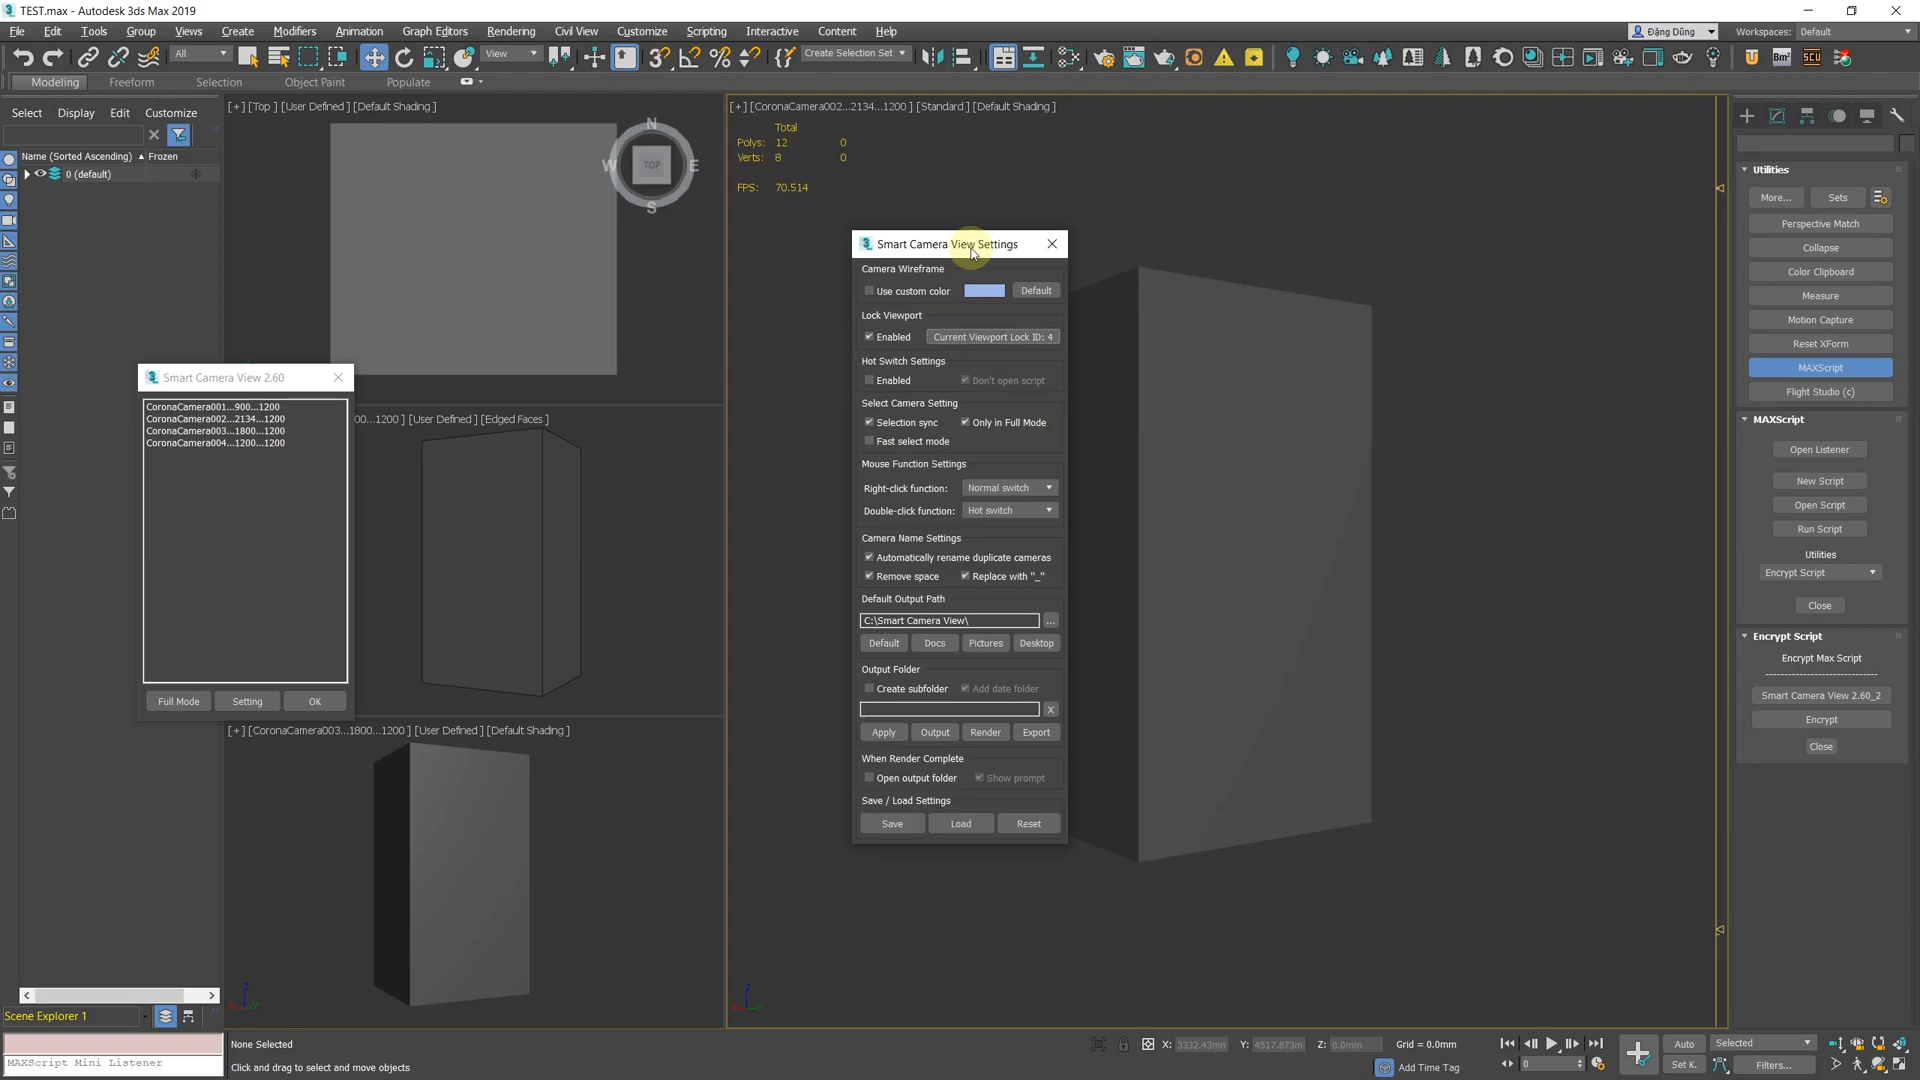 TEST.max - Autodesk 3ds Max 2019
File Edit Tools Group Views Create Modifiers Animation Graph Editors Rendering Civil View Customize Scripting Interactive Content Help
Đặng Dũng Workspaces: Default
All View Create Selection Set
Modeling Freeform Selection Object Paint Populate
Select Display Edit Customize
Name (Sorted Ascending) Frozen
0 (default)
[+] [Top ] [User Defined ] [Default Shading ]
N
W TOP E
S
[+] [CoronaCamera002...2134...1200 ] [Standard ] [Default Shading ]
Total
Polys: 12 0
Verts: 8 0
FPS: 70.514
Smart Camera View 2.60
CoronaCamera001...900...1200
CoronaCamera002...2134...1200
CoronaCamera003...1800...1200
CoronaCamera004...1200...1200
Full Mode Setting OK
00...1200 ] [User Defined ] [Edged Faces ]
[+] [CoronaCamera003...1800...1200 ] [User Defined ] [Default Shading ]
Smart Camera View Settings
Camera Wireframe
Use custom color Default
Lock Viewport
Enabled Current Viewport Lock ID: 4
Hot Switch Settings
Enabled Don't open script
Select Camera Setting
Selection sync Only in Full Mode
Fast select mode
Mouse Function Settings
Right-click function: Normal switch
Double-click function: Hot switch
Camera Name Settings
Automatically rename duplicate cameras
Remove space Replace with "_"
Default Output Path
C:\Smart Camera View\ ...
Default Docs Pictures Desktop
Output Folder
Create subfolder Add date folder
X
Apply Output Render Export
When Render Complete
Open output folder Show prompt
Save / Load Settings
Save Load Reset
Utilities
More... Sets
Perspective Match
Collapse
Color Clipboard
Measure
Motion Capture
Reset XForm
MAXScript
Flight Studio (c)
MAXScript
Open Listener
New Script
Open Script
Run Script
Utilities
Encrypt Script
Close
Encrypt Script
Encrypt Max Script
Smart Camera View 2.60_2
Encrypt
Close
Scene Explorer 1
MAXScript Mini Listener
None Selected
Click and drag to select and move objects
X: 3332.43mm Y: 4517.873m Z: 0.0mm Grid = 0.0mm
Add Time Tag
0
Auto Selected
Set K. Filters...